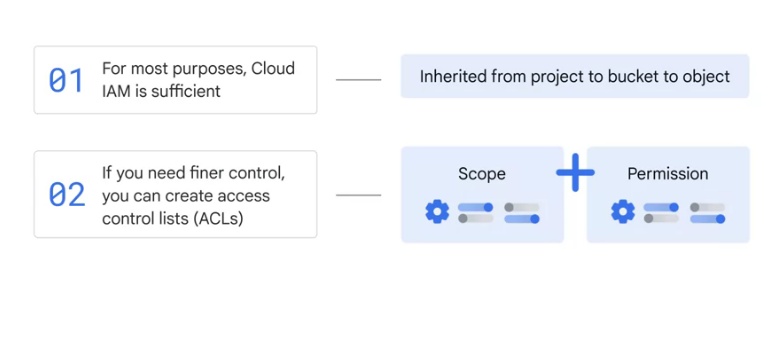 01
For most purposes, Cloud
IAM is sufficient
Inherited from project to bucket to object
02
If you need finer control,
you can create access
control lists (ACLs)
Scope
Permission